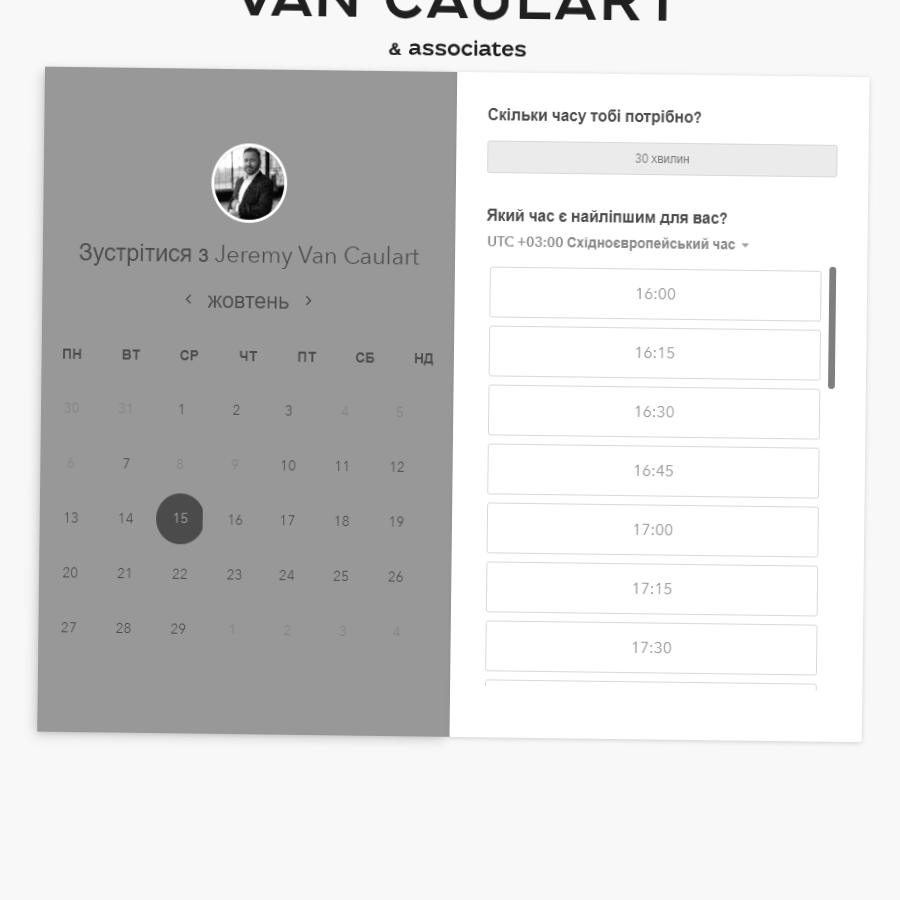 VAN CAULART
& associates
Зустрітися з Jeremy Van Caulart
жовтень
ПН ВТ СР ЧТ ПТ СБ НД
30 31 1 2 3 4 5
6 7 8 9 10 11 12
13 14 15 16 17 18 19
20 21 22 23 24 25 26
27 28 29 1 2 3 4
Скільки часу тобі потрібно?
30 хвилин
Який час є найліпшим для вас?
UTC +03:00 Східноєвропейський час
16:00
16:15
16:30
16:45
17:00
17:15
17:30